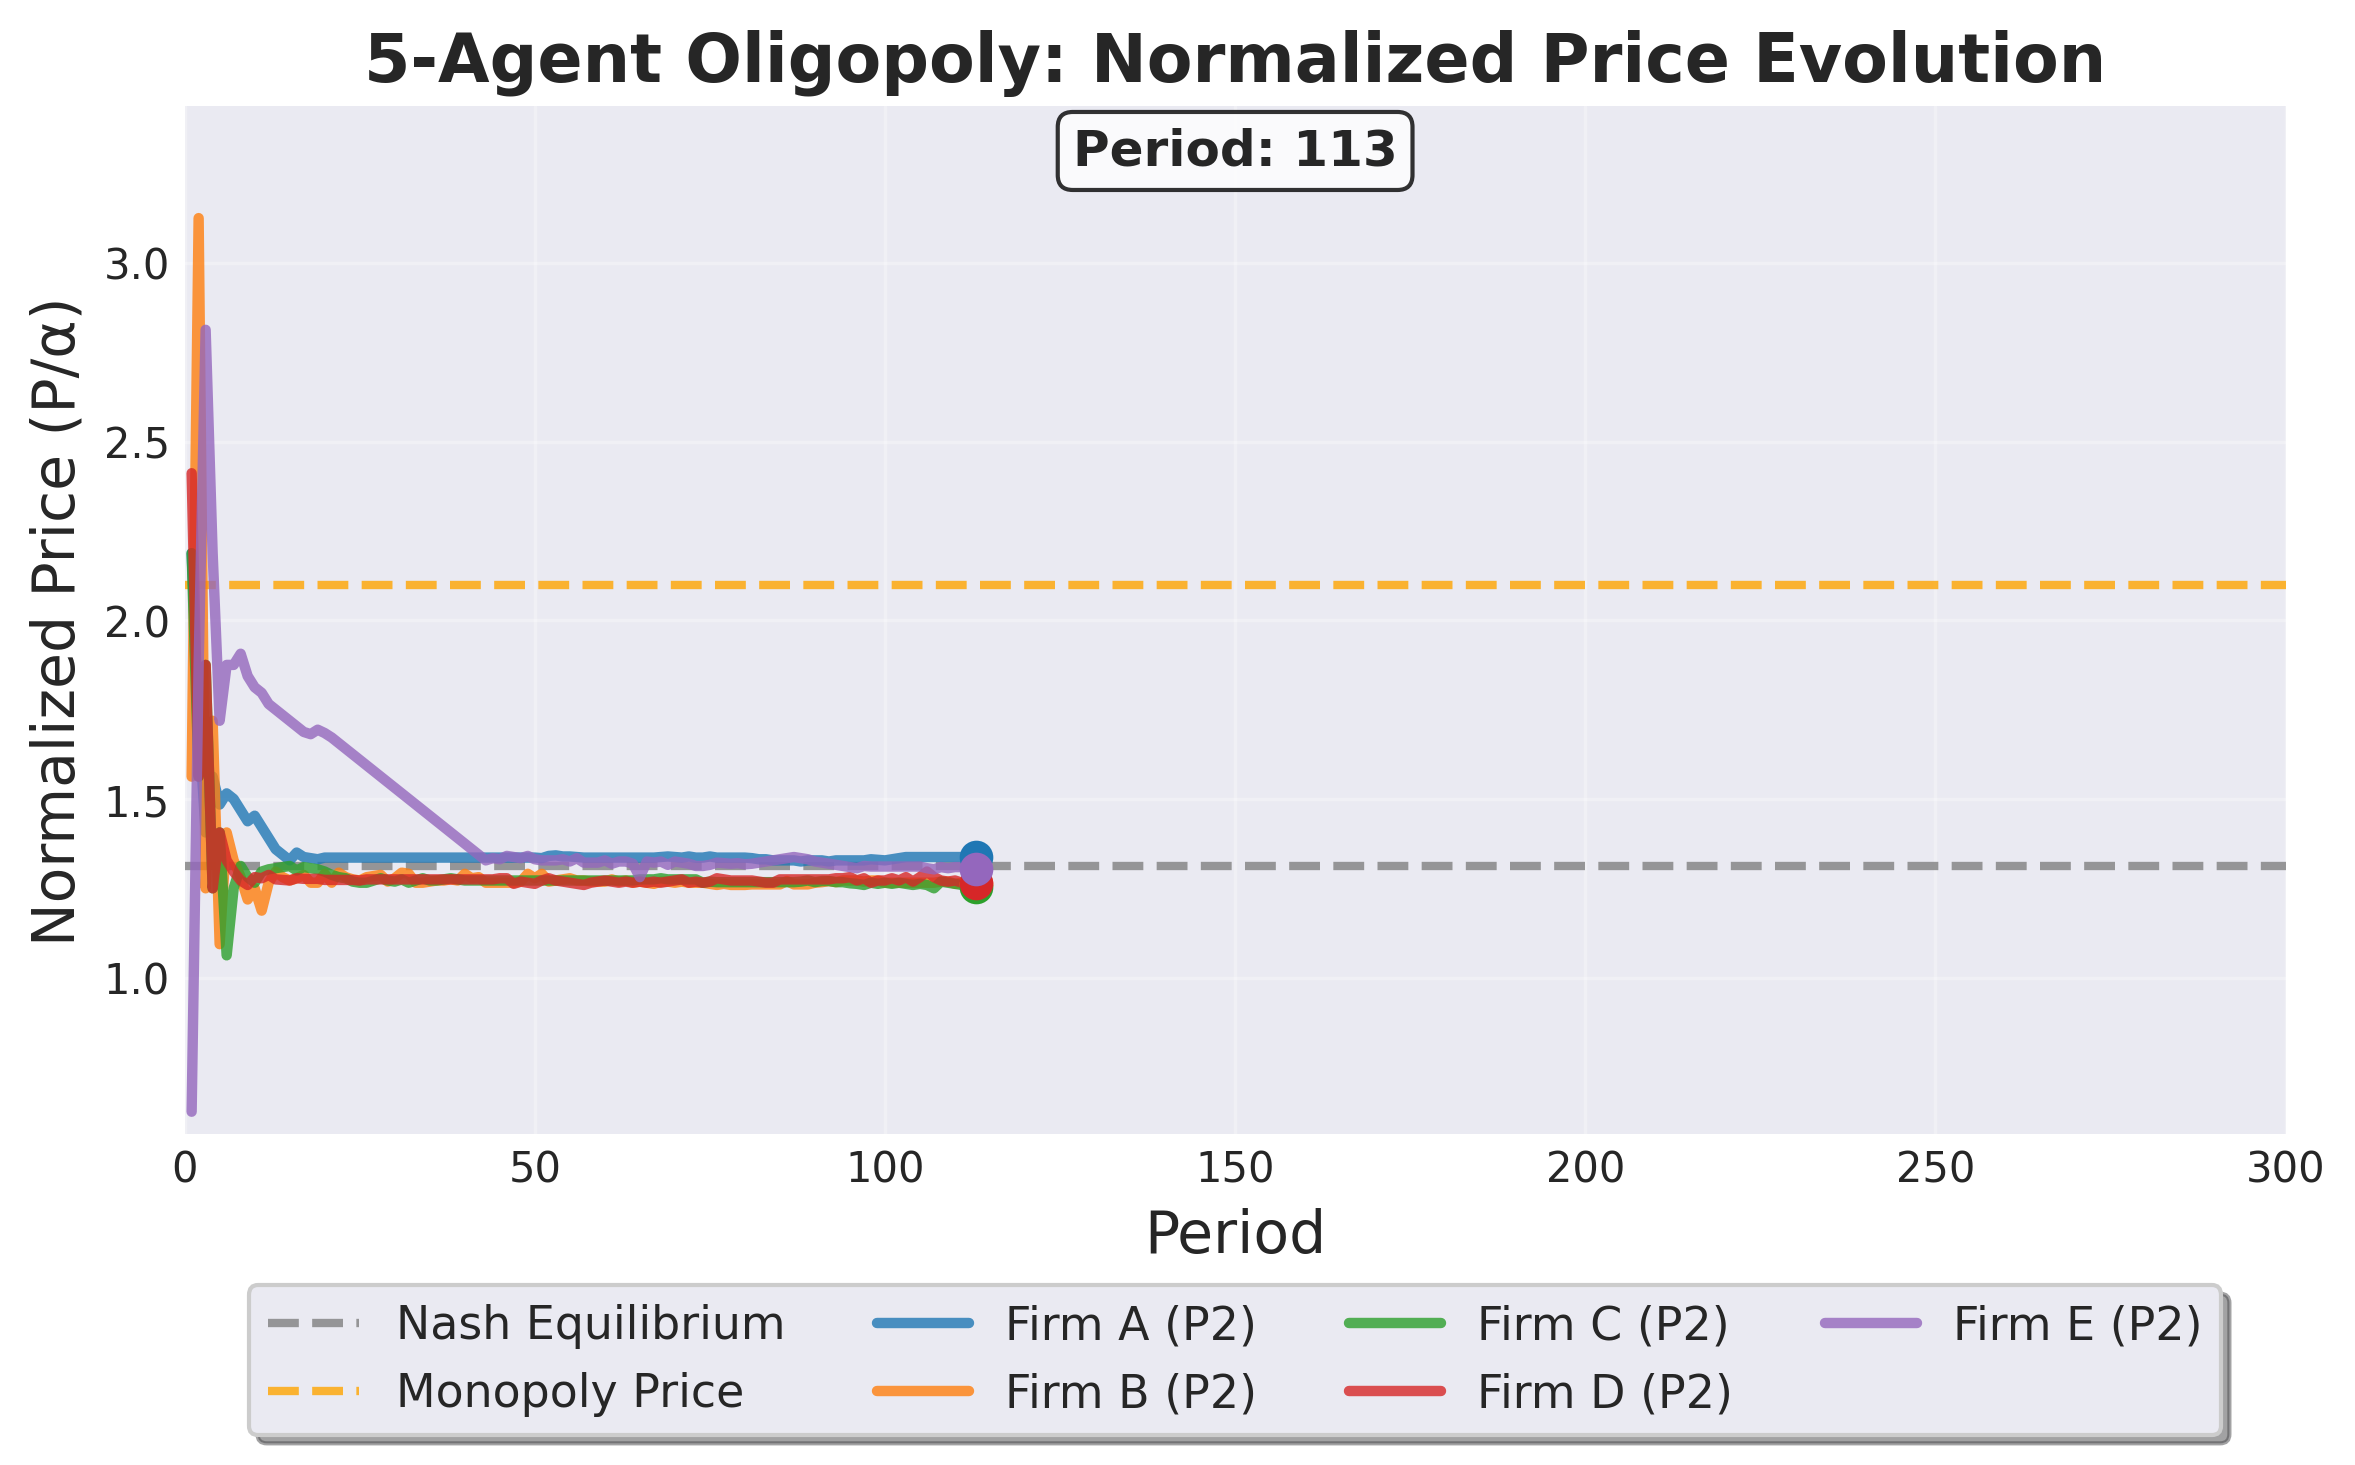 5-Agent Oligopoly: Normalized Price Evolution
Period: 113
Normalized Price (P/α)
3.0
2.5
2.0
1.5
1.0
0 50 100 150 200 250 300
Period
Nash Equilibrium Firm A (P2) Firm C (P2) Firm E (P2)
Monopoly Price Firm B (P2) Firm D (P2)